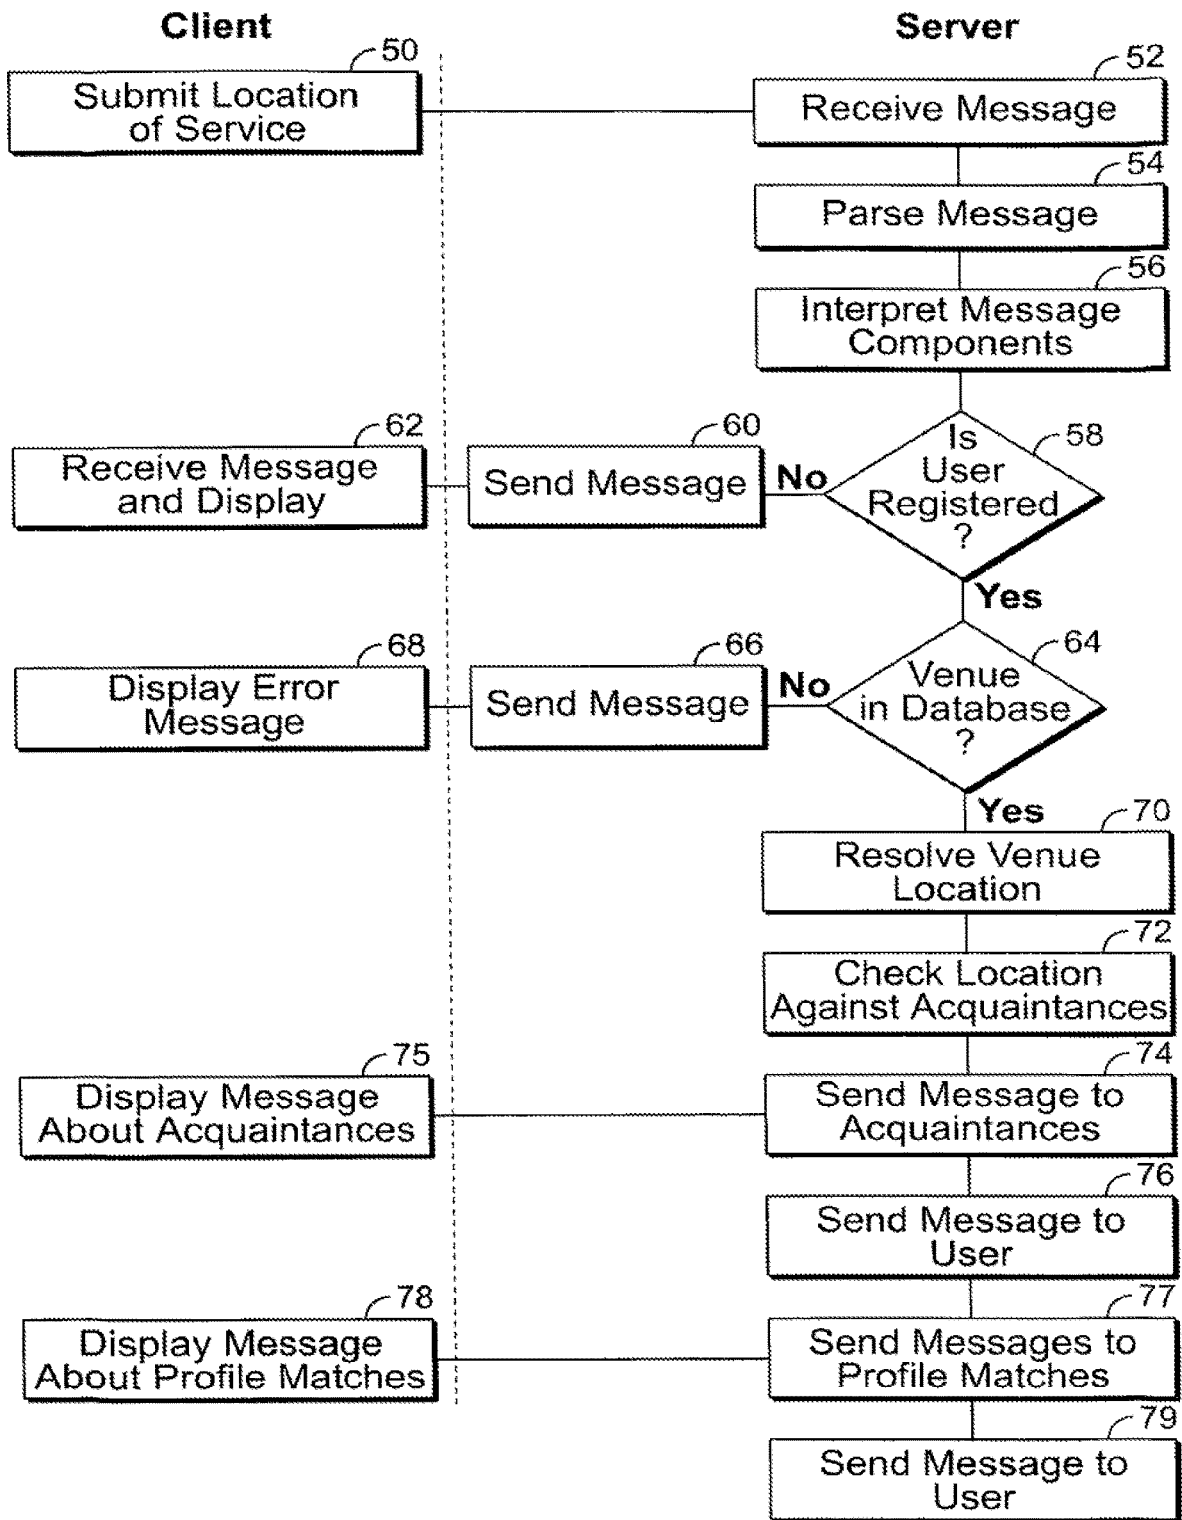 Client
Server
50
52
Submit Location
of Service
Receive Message
54
Parse Message
56
Interpret Message
Components
62
60
58
Receive Message
and Display
Send Message
No
Is
User
Registered
?
Yes
68
66
64
Display Error
Message
Send Message
No
Venue
in Database
?
Yes
70
Resolve Venue
Location
72
Check Location
Against Acquaintances
75
74
Display Message
About Acquaintances
Send Message to
Acquaintances
76
Send Message to
User
78
77
Display Message
About Profile Matches
Send Messages to
Profile Matches
79
Send Message to
User